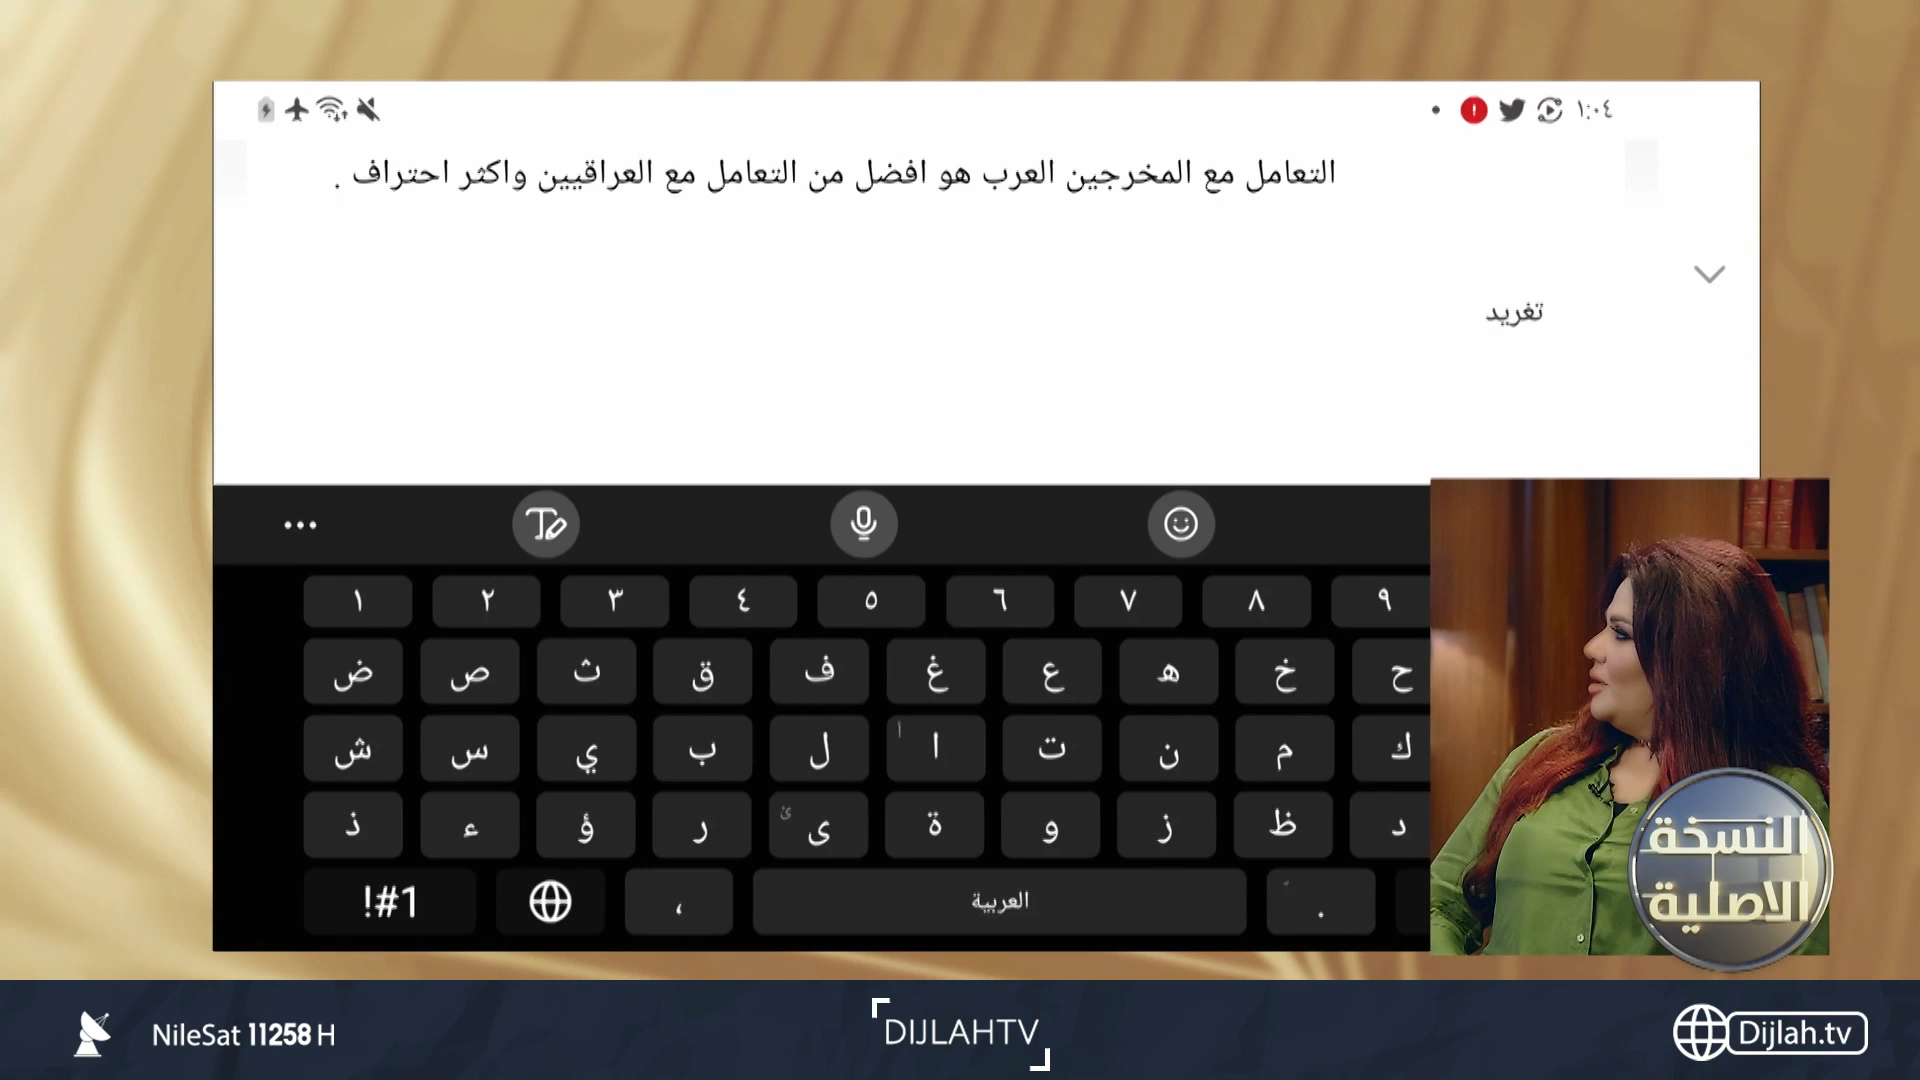 ١:٠٤
التعامل مع المخرجين العرب هو افضل من التعامل مع العراقيين واكثر احتراف .
تغريد
١ ٢ ٣ ٤ ٥ ٦ ٧ ٨ ٩
ض ص ث ق ف غ ع ه خ ح
ش س ي ب ل ا أ ت ن م ك
ذ ء ؤ ر ى ئ ة و ز ظ د
!#1 ، العربية .
النسخة
الاصلية
NileSat 11258 H
DIJLAHTV
Dijlah.tv